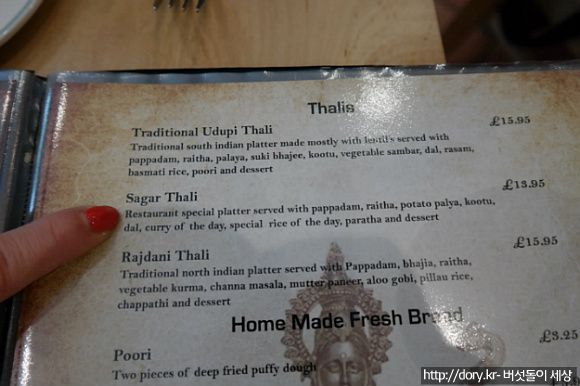 Thalis
Traditional Udupi Thali £15.95
Traditional south indian platter made mostly with lentil's served with
pappadam, raitha, palaya, suki bhajee, kootu, vegetable sambar, dal, rasam,
basmati rice, poori and dessert
Sagar Thali £13.95
Restaurant special platter served with pappadam, raitha, potato palya, kootu,
dal, curry of the day, special rice of the day, paratha and dessert
Rajdani Thali £15.95
Traditional north indian platter served with Pappadam, bhajia, raitha,
vegetable kurma, channa masala, mutter paneer, aloo gobi, pillau rice,
chappathi and dessert
Home Made Fresh Bread
Poori £3.25
Two pieces of deep fried puffy dough
http://dory.kr- 버섯돌이 세상